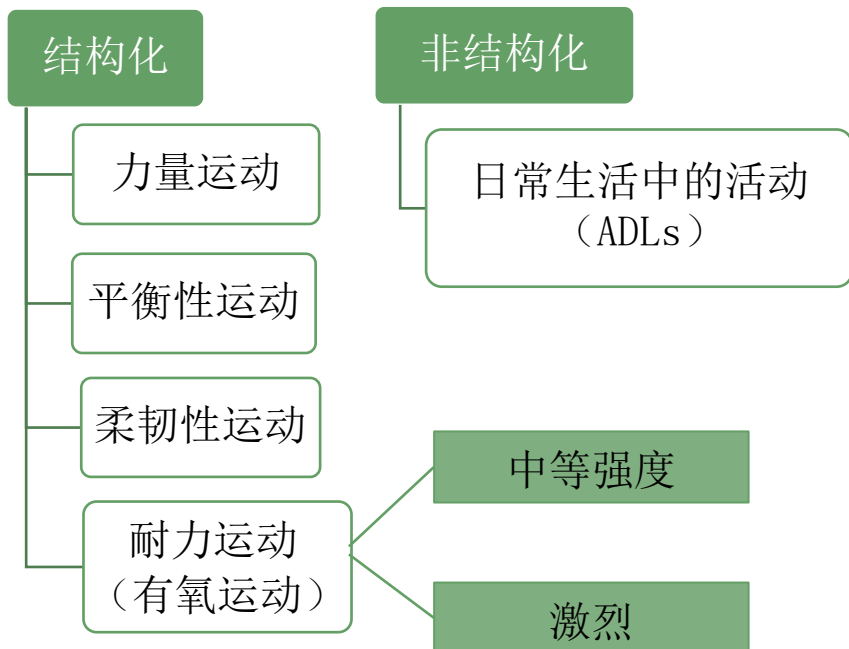 结构化
力量运动
平衡性运动
柔韧性运动
耐力运动
（有氧运动）
中等强度
激烈
非结构化
日常生活中的活动
（ADLs）